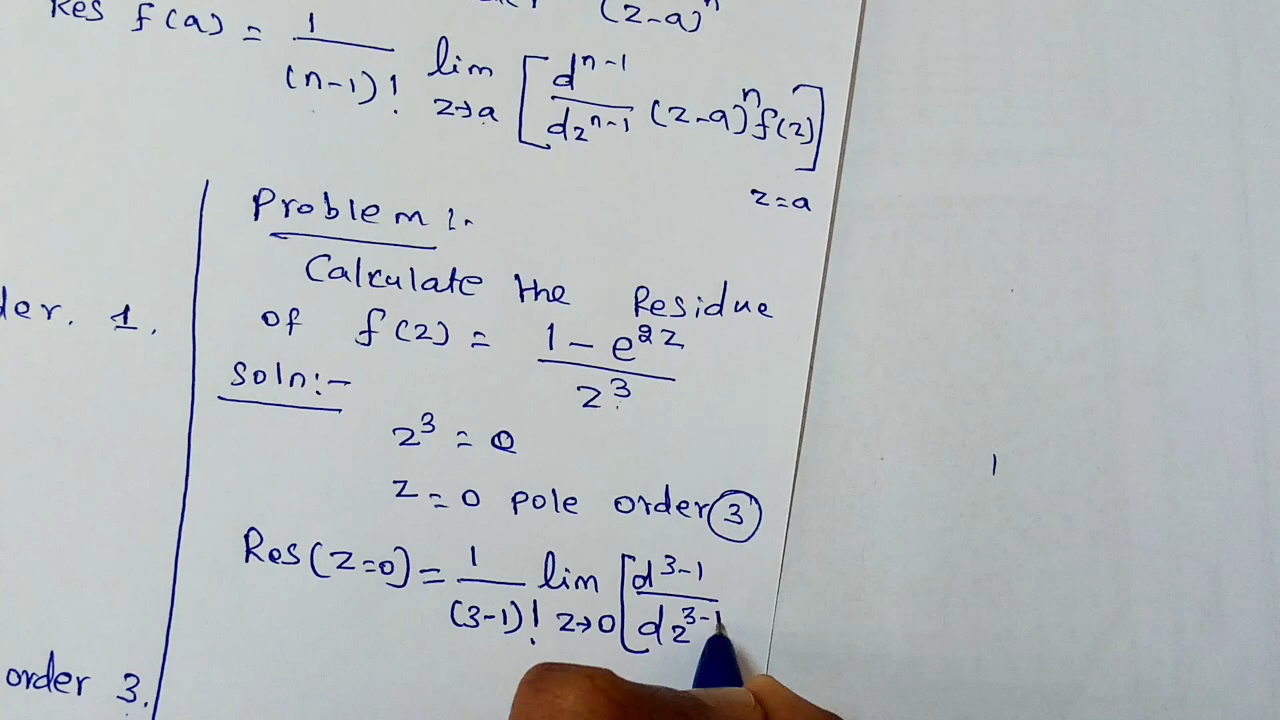 Res f(a) = 1/(n-1)! lim z→a [d^n-1/dz^n-1 (z-a)^n f(z)] z=a
(z-a)^n
Problem:-
Calculate the Residue
of f(z) = 1-e^2z/z^3
der. 1.
Soln:-
z^3 = 0
z=0 pole order 3
Res(z=0) = 1/(3-1)! lim z→0 [d^3-1/dz^3-1
order 3.